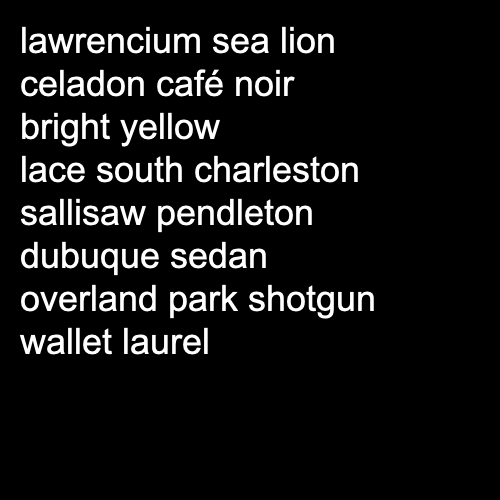 lawrencium sea lion
celadon café noir
bright yellow
lace south charleston
sallisaw pendleton
dubuque sedan
overland park shotgun
wallet laurel